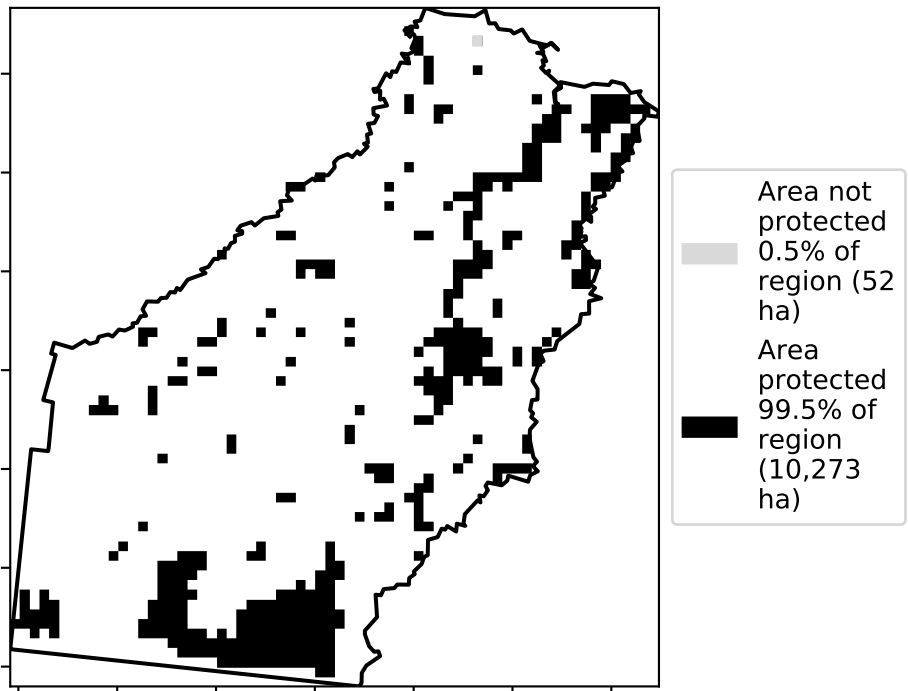 Area not
protected
0.5% of
region (52
ha)
Area
protected
99.5% of
region
(10,273
ha)